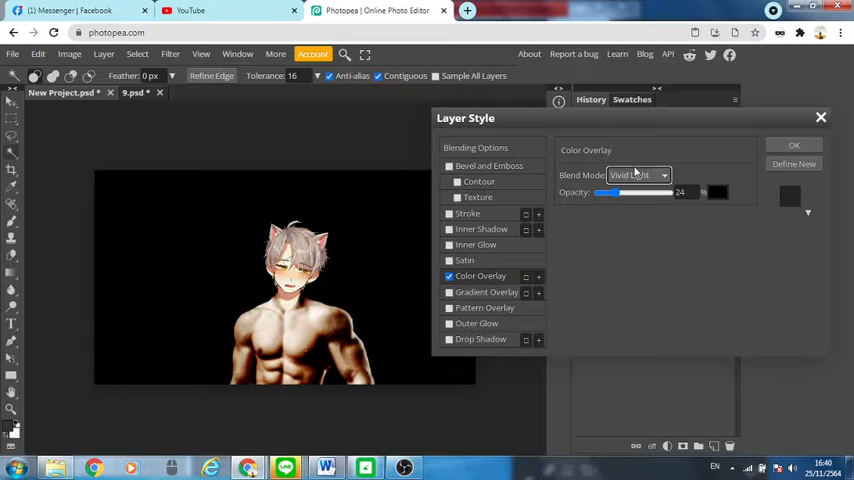 (1) Messenger | Facebook
YouTube
Photopea | Online Photo Editor
photopea.com
File Edit Image Layer Select Filter View Window More Account About Report a bug Learn Blog API
Feather: 0 px Refine Edge Tolerance: 16 Anti-alias Contiguous Sample All Layers
New Project.psd * 9.psd *
History Swatches
Layer Style
Blending Options
Bevel and Emboss
Contour
Texture
Stroke
Inner Shadow
Inner Glow
Satin
Color Overlay
Gradient Overlay
Pattern Overlay
Outer Glow
Drop Shadow
Color Overlay
Blend Mode: Vivid Light
Opacity: 24 %
OK
Define New
eff
EN
16:40
25/11/2564